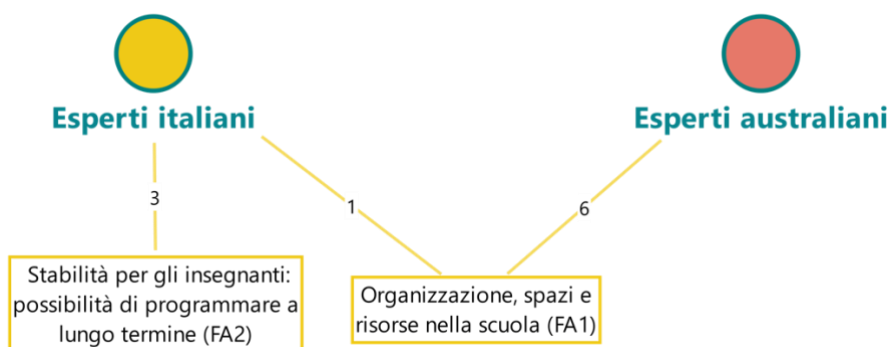 Esperti italiani
Esperti australiani
3
1
6
Stabilità per gli insegnanti:
possibilità di programmare a
lungo termine (FA2)
Organizzazione, spazi e
risorse nella scuola (FA1)